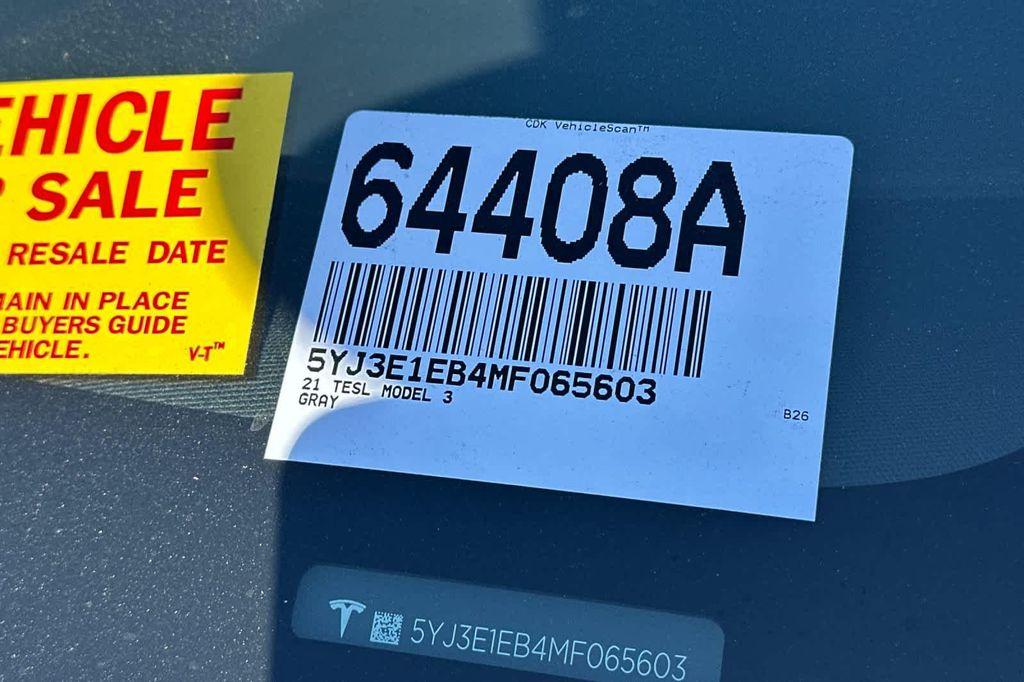 EHICLE
SALE
RESALE DATE
MAIN IN PLACE
BUYERS GUIDE
EHICLE.
V-T™
CDK VehicleScan™
64408A
5YJ3E1EB4MF065603
21 TESL MODEL 3
GRAY
B26
5YJ3E1EB4MF065603